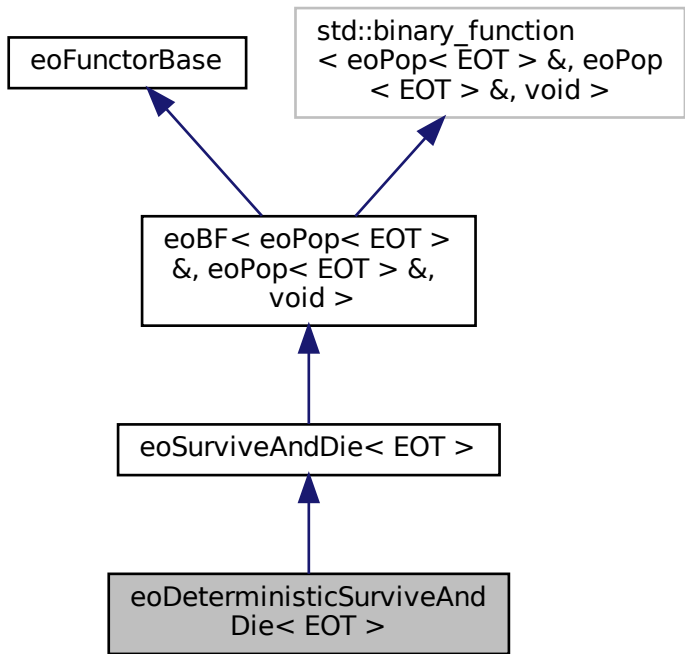 eoFunctorBase
std::binary_function
< eoPop< EOT > &, eoPop
< EOT > &, void >
eoBF< eoPop< EOT >
&, eoPop< EOT > &,
void >
eoSurviveAndDie< EOT >
eoDeterministicSurviveAnd
Die< EOT >